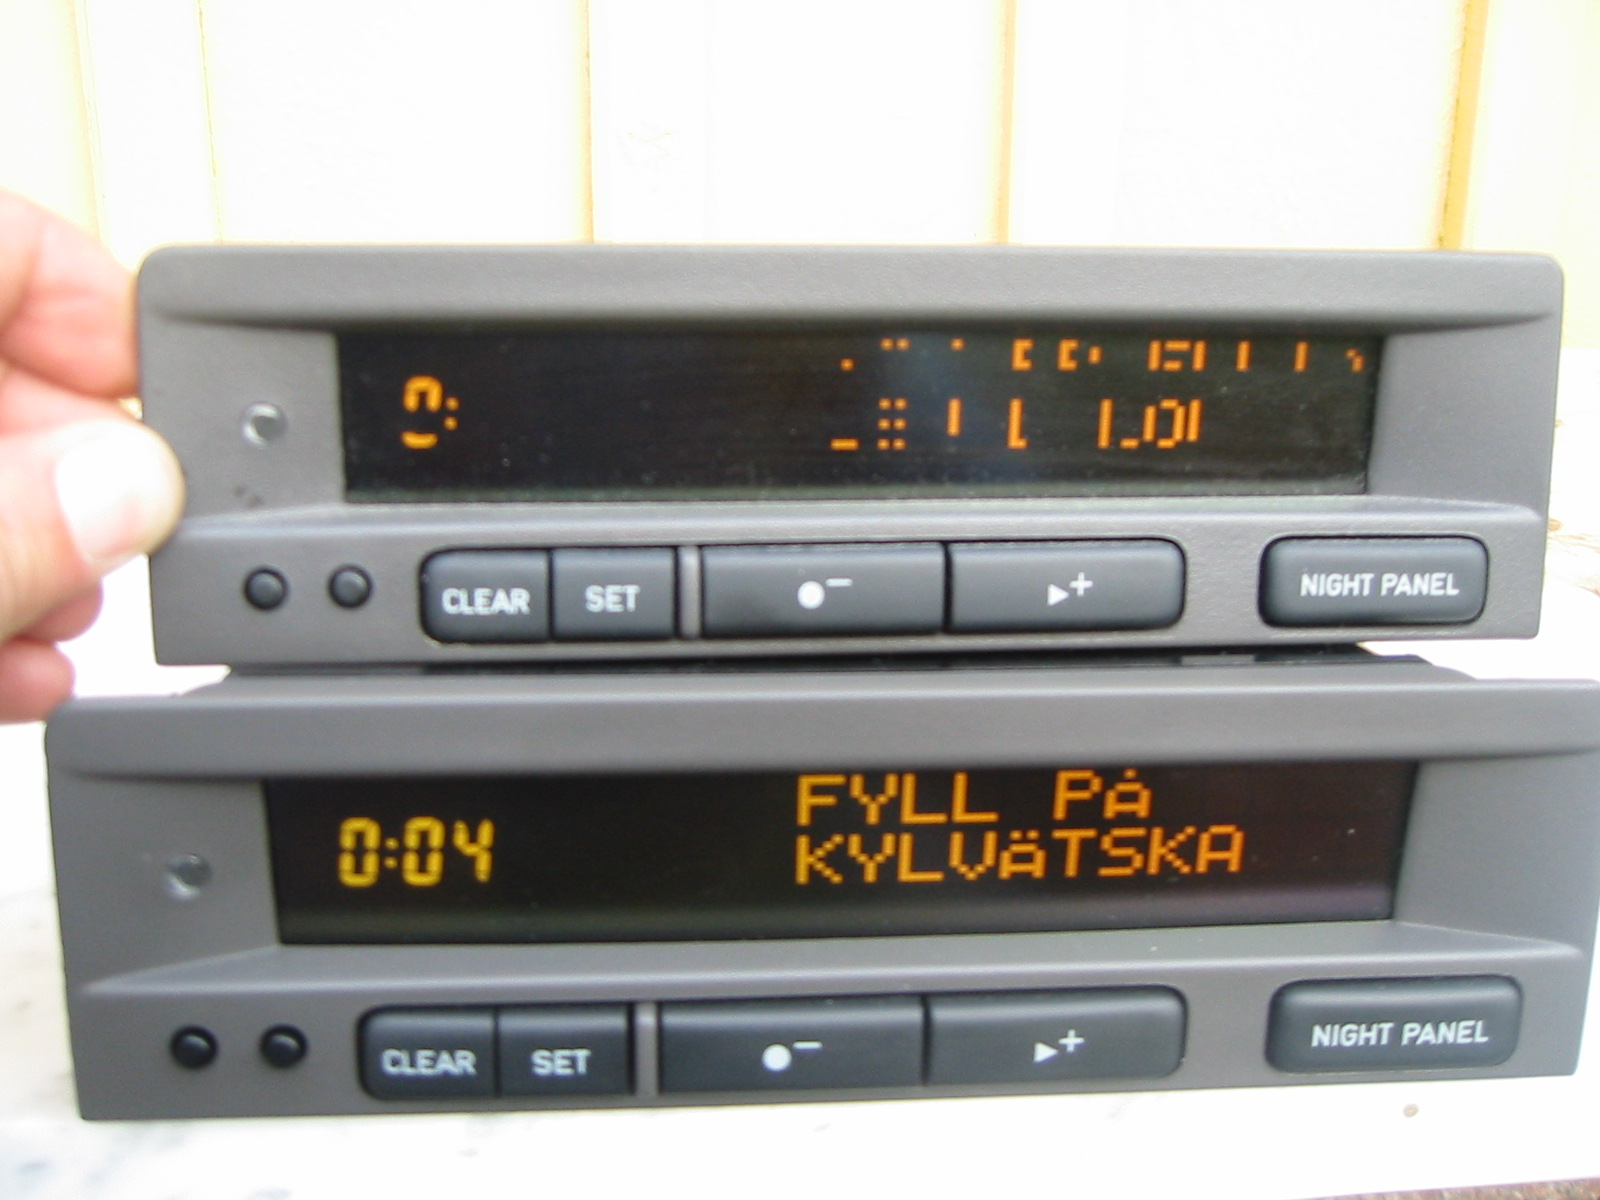 CLEAR SET ●− ▶+ NIGHT PANEL
FYLL PÅ
0:04 KYLVÄTSKA
CLEAR SET ●− ▶+ NIGHT PANEL